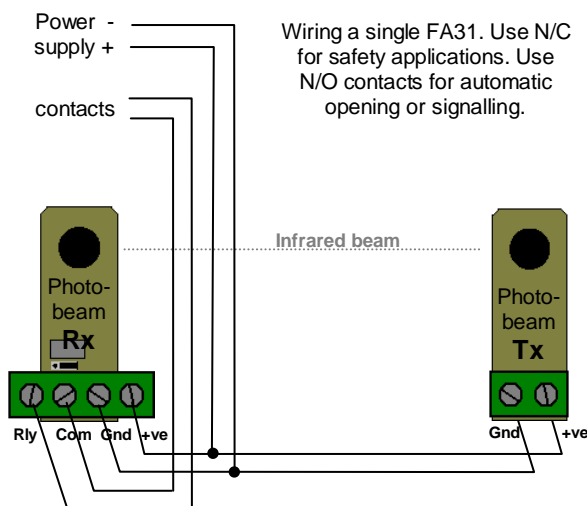 Power -
supply +
contacts
Wiring a single FA31. Use N/C
for safety applications. Use
N/O contacts for automatic
opening or signalling.
Infrared beam
Photo-
beam
Rx
Rly Com Gnd +ve
Photo-
beam
Tx
Gnd +ve